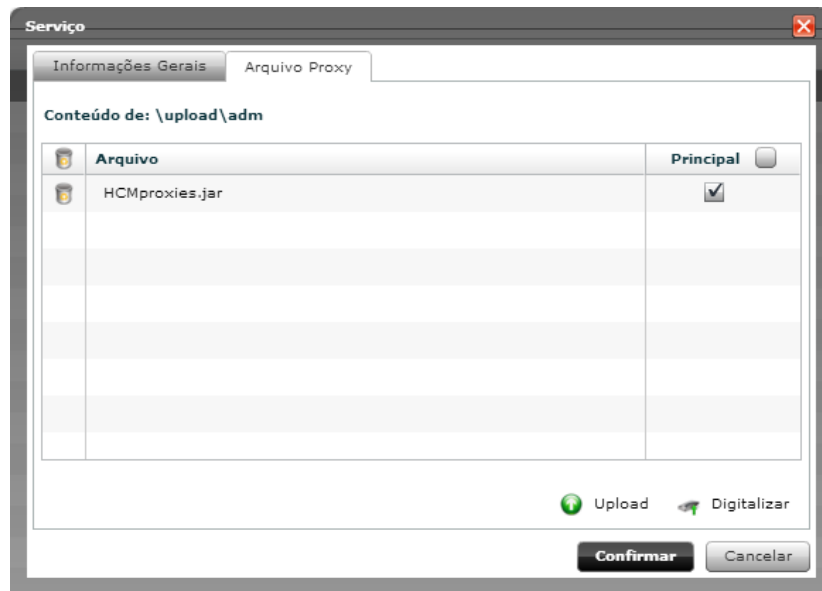 Serviço
Informações Gerais Arquivo Proxy
Conteúdo de: \upload\adm
Arquivo Principal
HCMproxies.jar
Upload Digitalizar
Confirmar Cancelar